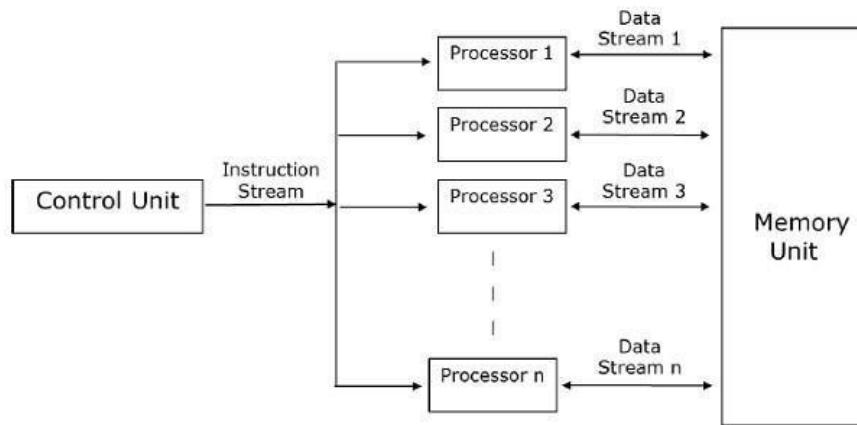 Control Unit
Instruction
Stream
Processor 1
Data
Stream 1
Processor 2
Data
Stream 2
Processor 3
Data
Stream 3
Processor n
Data
Stream n
Memory
Unit